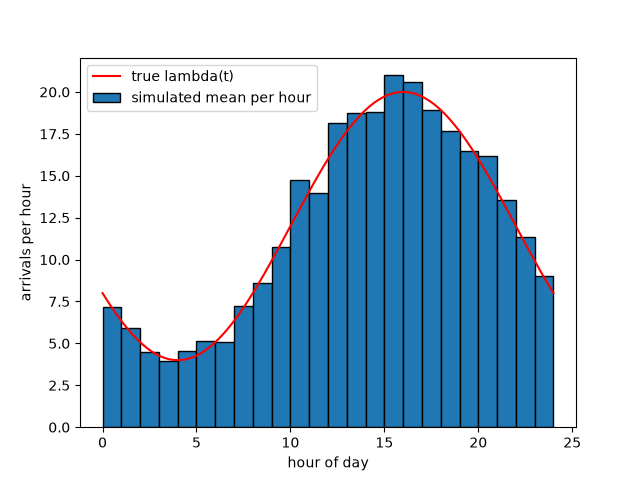 true lambda(t)
simulated mean per hour
20.0
17.5
15.0
12.5
10.0
7.5
5.0
2.5
0.0
arrivals per hour
0 5 10 15 20 25
hour of day